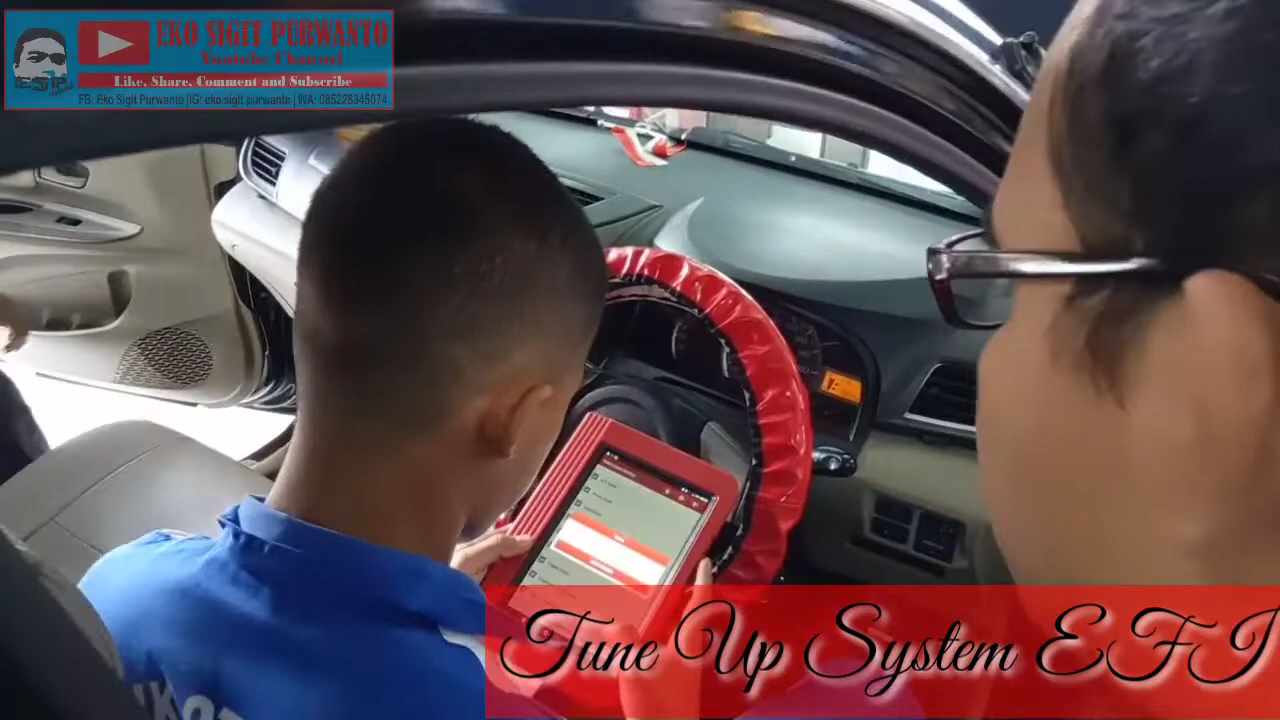 EKO SIGIT PURWANTO
Youtube Channel
Like, Share, Comment and Subscribe
FB: Eko Sigit Purwanto | IG: eko.sigit.purwanto | WA: 085228345074
ESP
Tune Up System EFI